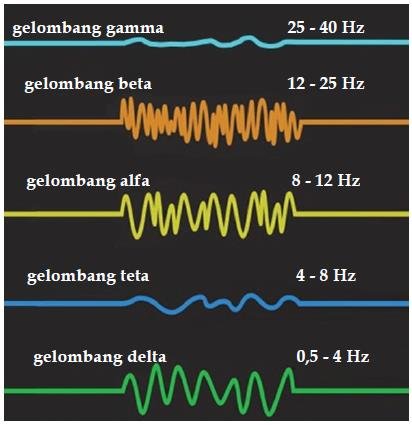 gelombang gamma 25 - 40 Hz
gelombang beta 12 - 25 Hz
gelombang alfa 8 - 12 Hz
gelombang teta 4 - 8 Hz
gelombang delta 0,5 - 4 Hz